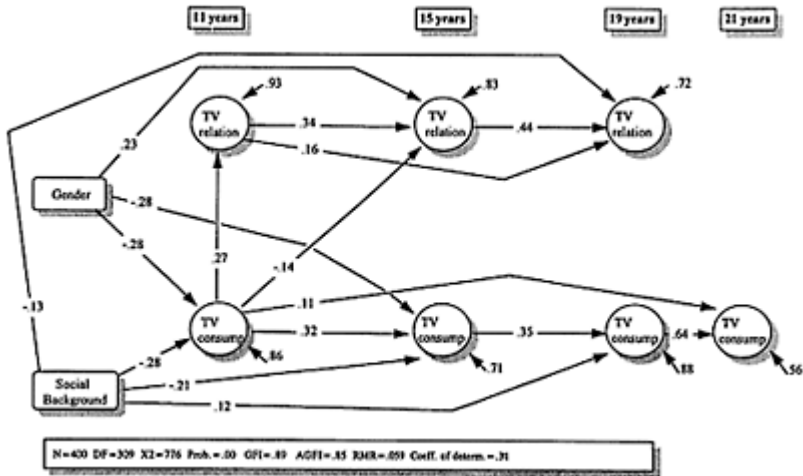 11 years
15 years
19 years
21 years
.93
.83
.72
TV
relation
TV
relation
TV
relation
.34
.44
.16
.23
Gender
-.28
-.28
.27
-.14
-.13
TV
consump
TV
consump
TV
consump
TV
consump
.11
.32
.35
.64
-.28
.86
-.21
.71
.88
.56
Social
Background
.12
N=400 DF=309 X2=776 Prob.=.00 GFI=.89 AGFI=.85 RMR=.059 Coeff. of determ.=.31